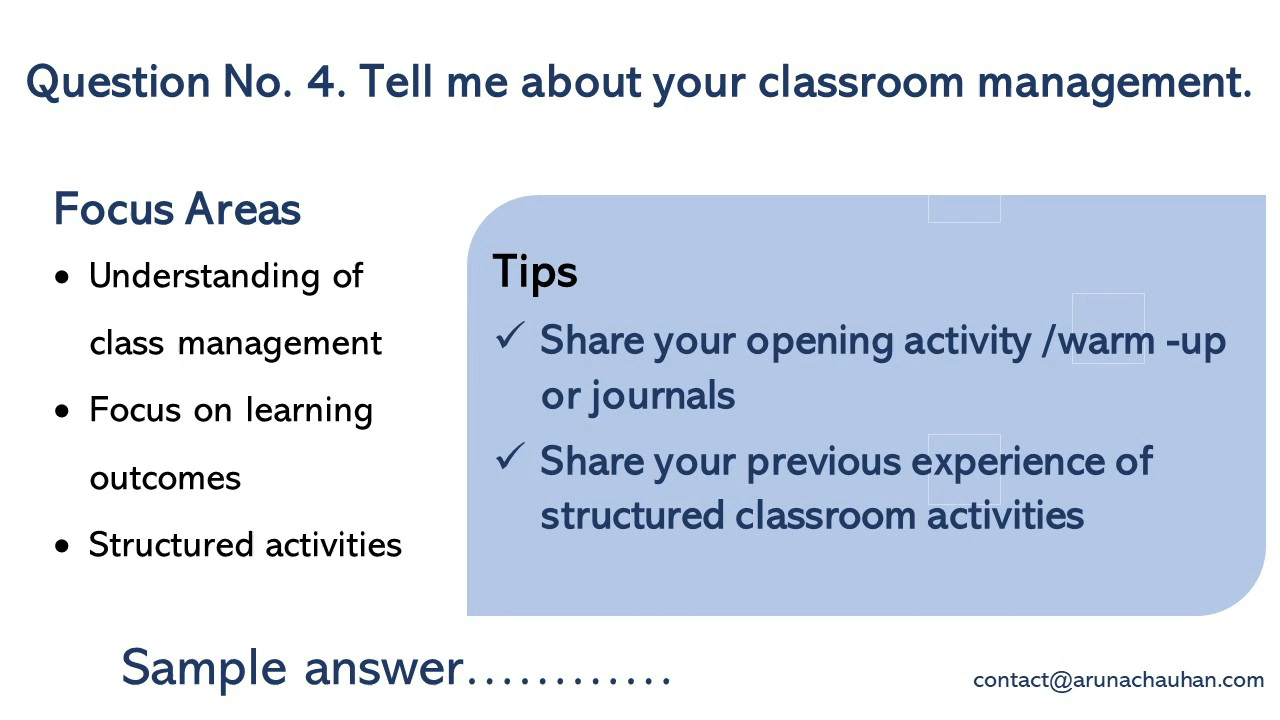 Question No. 4. Tell me about your classroom management.
Focus Areas
• Understanding of
class management
• Focus on learning
outcomes
• Structured activities
Tips
✓ Share your opening activity /warm -up
or journals
✓ Share your previous experience of
structured classroom activities
Sample answer............
contact@arunachauhan.com